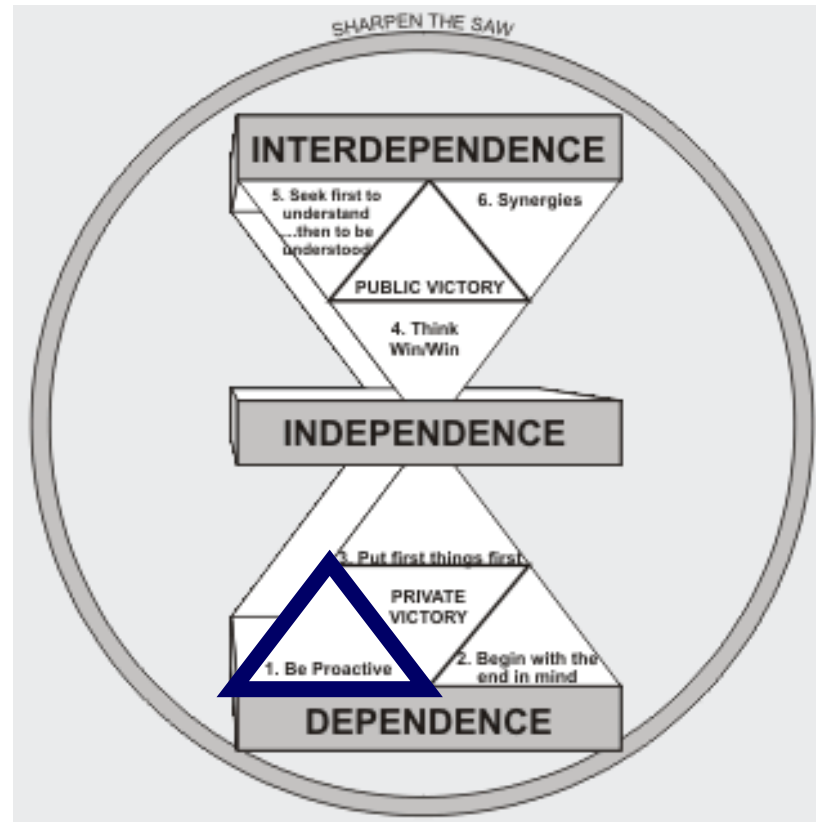 SHARPEN THE SAW
INTERDEPENDENCE
5. Seek first to
understand
...then to be
understood
6. Synergies
PUBLIC VICTORY
4. Think
Win/Win
INDEPENDENCE
3. Put first things first
PRIVATE
VICTORY
1. Be Proactive
2. Begin with the
end in mind
DEPENDENCE